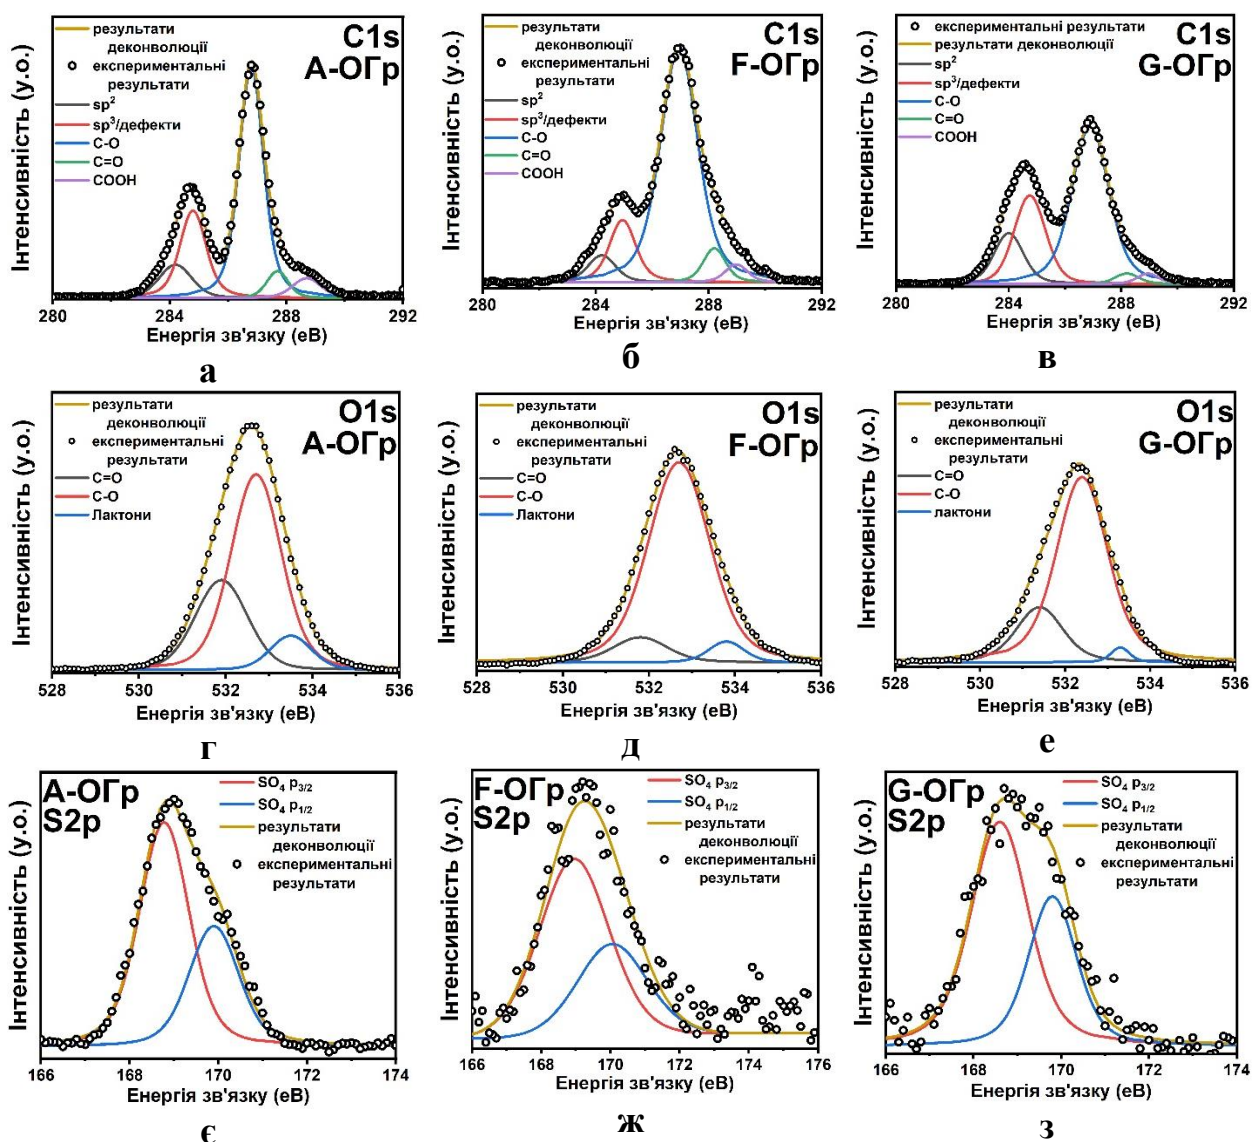 C1s
А-ОГр
результати
деконволюції
експериментальні
результати
sp²
sp³/дефекти
C-O
C=O
COOH
Інтенсивність (у.о.)
280 284 288 292
Енергія зв'язку (еВ)
а
C1s
F-ОГр
результати
деконволюції
експериментальні
результати
sp²
sp³/дефекти
C-O
C=O
COOH
Інтенсивність (у.о.)
280 284 288 292
Енергія зв'язку (еВ)
б
C1s
G-ОГр
експериментальні результати
результати деконволюції
sp²
sp³/дефекти
C-O
C=O
COOH
Інтенсивність (у.о.)
280 284 288 292
Енергія зв'язку (еВ)
в
O1s
А-ОГр
результати
деконволюції
експериментальні
результати
C=O
C-O
Лактони
Інтенсивність (у.о.)
528 530 532 534 536
Енергія зв'язку (еВ)
г
O1s
F-ОГр
результати
деконволюції
експериментальні
результати
C=O
C-O
Лактони
Інтенсивність (у.о.)
528 530 532 534 536
Енергія зв'язку (еВ)
д
O1s
G-ОГр
результати
деконволюції
експериментальні
результати
C=O
C-O
лактони
Інтенсивність (у.о.)
528 530 532 534 536
Енергія зв'язку (еВ)
е
А-ОГр
S2p
SO₄ p₃/₂
SO₄ p₁/₂
результати
деконволюції
експериментальні
результати
Інтенсивність (у.о.)
166 168 170 172 174
Енергія зв'язку (еВ)
є
F-ОГр
S2p
SO₄ p₃/₂
SO₄ p₁/₂
результати
деконволюції
експериментальні
результати
Інтенсивність (у.о.)
166 168 170 172 174 176
Енергія зв'язку (еВ)
ж
G-ОГр
S2p
SO₄ p₃/₂
SO₄ p₁/₂
результати
деконволюції
експериментальні
результати
Інтенсивність (у.о.)
166 168 170 172 174
Енергія зв'язку (еВ)
з